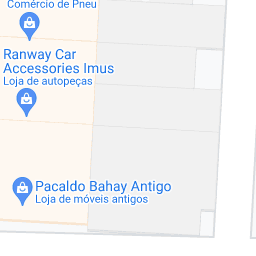 Comércio de Pneu
Ranway Car
Accessories Imus
Loja de autopeças
Pacaldo Bahay Antigo
Loja de móveis antigos